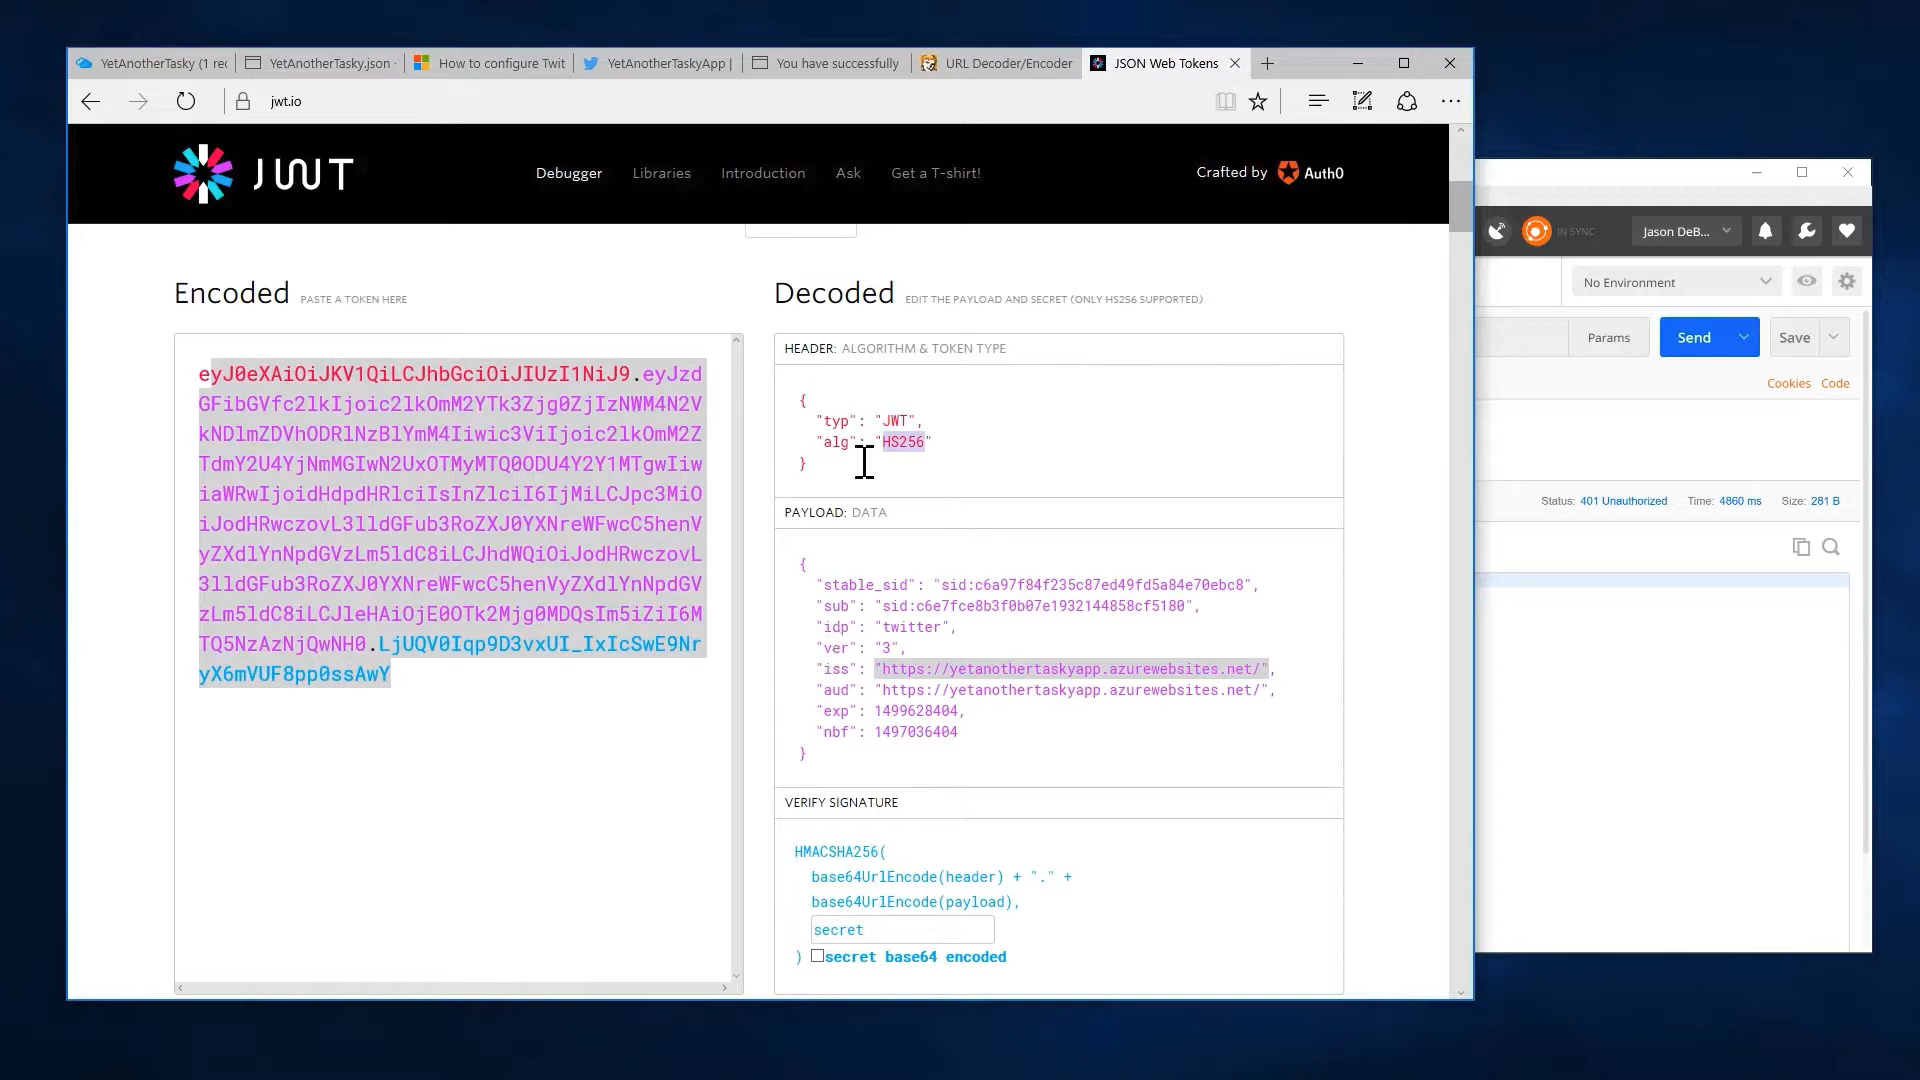 YetAnotherTasky (1 rec
YetAnotherTasky.json -
How to configure Twit
YetAnotherTaskyApp |
You have successfully
URL Decoder/Encoder
JSON Web Tokens
jwt.io
JWT
Debugger
Libraries
Introduction
Ask
Get a T-shirt!
Crafted by Auth0
IN SYNC
Jason DeB...
No Environment
Params
Send
Save
Cookies
Code
Status: 401 Unauthorized Time: 4860 ms Size: 281 B
Encoded PASTE A TOKEN HERE
eyJ0eXAiOiJKV1QiLCJhbGciOiJIUzI1NiJ9.eyJzd
GFibGVfc2lkIjoic2lkOmM2YTk3Zjg0ZjIzNWM4N2V
kNDlmZDVhODRlNzBlYmM4Iiwic3ViIjoic2lkOmM2Z
TdmY2U4YjNmMGIwN2UxOTMyMTQ0ODU4Y2Y1MTgwIiw
iaWRwIjoidHdpdHRlciIsInZlciI6IjMiLCJpc3MiO
iJodHRwczovL3lldGFub3RoZXJ0YXNreWFwcC5henV
yZXdlYnNpdGVzLm5ldC8iLCJhdWQiOiJodHRwczovL
3lldGFub3RoZXJ0YXNreWFwcC5henVyZXdlYnNpdGV
zLm5ldC8iLCJleHAiOjE0OTk2Mjg0MDQsIm5iZiI6M
TQ5NzAzNjQwNH0.LjUQV0Iqp9D3vxUI_IxIcSwE9Nr
yX6mVUF8pp0ssAwY
Decoded EDIT THE PAYLOAD AND SECRET (ONLY HS256 SUPPORTED)
HEADER: ALGORITHM & TOKEN TYPE
{
"typ": "JWT",
"alg": "HS256"
}
PAYLOAD: DATA
{
"stable_sid": "sid:c6a97f84f235c87ed49fd5a84e70ebc8",
"sub": "sid:c6e7fce8b3f0b07e1932144858cf5180",
"idp": "twitter",
"ver": "3",
"iss": "https://yetanothertaskyapp.azurewebsites.net/",
"aud": "https://yetanothertaskyapp.azurewebsites.net/",
"exp": 1499628404,
"nbf": 1497036404
}
VERIFY SIGNATURE
HMACSHA256(
base64UrlEncode(header) + "." +
base64UrlEncode(payload),
secret
) secret base64 encoded